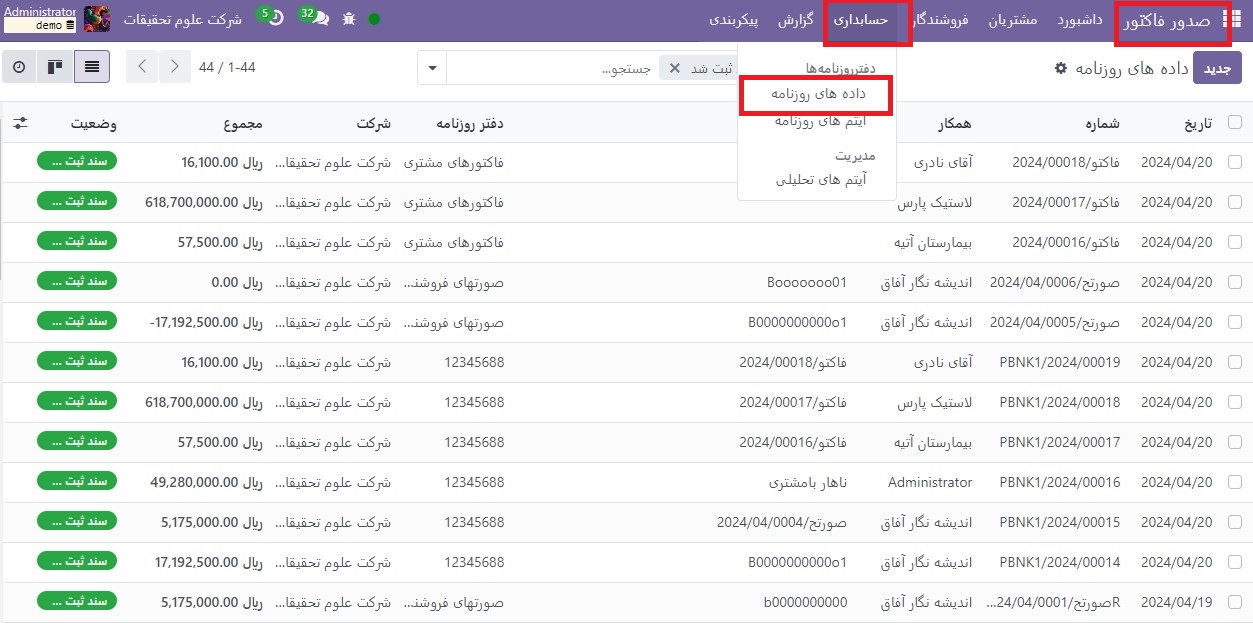 صدور فاکتور داشبورد مشتریان فروشندگار حسابداری گزارش پیکربندی 32 5 شرکت علوم تحقیقات Administrator
demo
جدید داده های روزنامه ثبت شد جستجو... 44 / 1-44
دفترروزنامه‌ها
داده های روزنامه
آیتم های روزنامه
مدیریت
آیتم های تحلیلی
تاریخ شماره همکار دفتر روزنامه شرکت مجموع وضعیت
2024/04/20 فاکتو/2024/00018 آقای نادری فاکتورهای مشتری شرکت علوم تحقیقا... ریال 16,100.00 سند ثبت ...
2024/04/20 فاکتو/2024/00017 لاستیک پارس فاکتورهای مشتری شرکت علوم تحقیقا... ریال 618,700,000.00 سند ثبت ...
2024/04/20 فاکتو/2024/00016 بیمارستان آتیه فاکتورهای مشتری شرکت علوم تحقیقا... ریال 57,500.00 سند ثبت ...
2024/04/20 صورتح/2024/04/0006 اندیشه نگار آفاق Booooooo01 صورتهای فروشند... شرکت علوم تحقیقا... ریال 0.00 سند ثبت ...
2024/04/20 صورتح/2024/04/0005 اندیشه نگار آفاق B0000000000o1 صورتهای فروشند... شرکت علوم تحقیقا... ریال 17,192,500.00- سند ثبت ...
2024/04/20 PBNK1/2024/00019 آقای نادری فاکتو/2024/00018 12345688 شرکت علوم تحقیقا... ریال 16,100.00 سند ثبت ...
2024/04/20 PBNK1/2024/00018 لاستیک پارس فاکتو/2024/00017 12345688 شرکت علوم تحقیقا... ریال 618,700,000.00 سند ثبت ...
2024/04/20 PBNK1/2024/00017 بیمارستان آتیه فاکتو/2024/00016 12345688 شرکت علوم تحقیقا... ریال 57,500.00 سند ثبت ...
2024/04/20 PBNK1/2024/00016 Administrator ناهار بامشتری 12345688 شرکت علوم تحقیقا... ریال 49,280,000.00 سند ثبت ...
2024/04/20 PBNK1/2024/00015 اندیشه نگار آفاق صورتح/2024/04/0004 12345688 شرکت علوم تحقیقا... ریال 5,175,000.00 سند ثبت ...
2024/04/20 PBNK1/2024/00014 اندیشه نگار آفاق B0000000000o1 12345688 شرکت علوم تحقیقا... ریال 17,192,500.00 سند ثبت ...
2024/04/19 Rصورتح/24/04/0001... اندیشه نگار آفاق b0000000000 صورتهای فروشند... شرکت علوم تحقیقا... ریال 5,175,000.00 سند ثبت ...